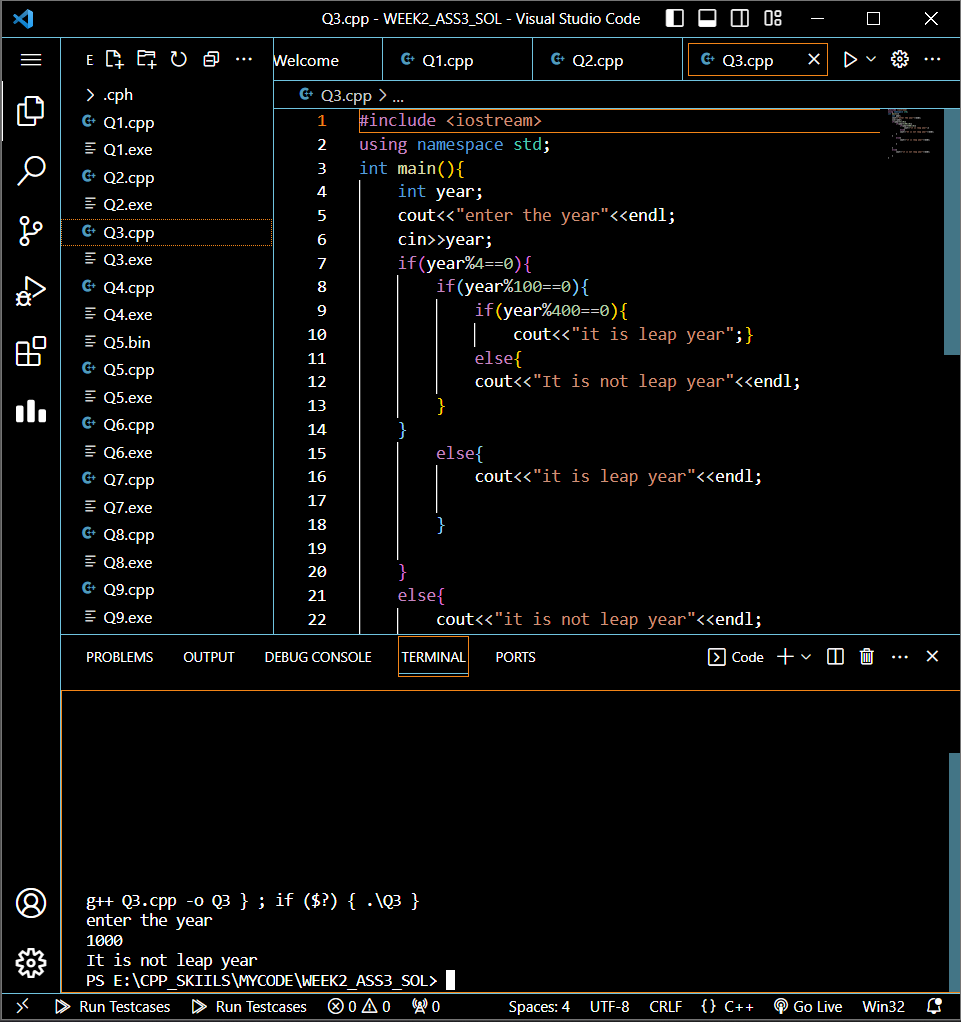 Q3.cpp - WEEK2_ASS3_SOL - Visual Studio Code
E
Welcome
Q1.cpp
Q2.cpp
Q3.cpp
Q3.cpp > ...
.cph
Q1.cpp
Q1.exe
Q2.cpp
Q2.exe
Q3.cpp
Q3.exe
Q4.cpp
Q4.exe
Q5.bin
Q5.cpp
Q5.exe
Q6.cpp
Q6.exe
Q7.cpp
Q7.exe
Q8.cpp
Q8.exe
Q9.cpp
Q9.exe
1 #include <iostream>
2 using namespace std;
3 int main(){
4 int year;
5 cout<<"enter the year"<<endl;
6 cin>>year;
7 if(year%4==0){
8 if(year%100==0){
9 if(year%400==0){
10 cout<<"it is leap year";}
11 else{
12 cout<<"It is not leap year"<<endl;
13 }
14 }
15 else{
16 cout<<"it is leap year"<<endl;
17
18 }
19
20 }
21 else{
22 cout<<"it is not leap year"<<endl;
PROBLEMS OUTPUT DEBUG CONSOLE TERMINAL PORTS Code
g++ Q3.cpp -o Q3 } ; if ($?) { .\Q3 }
enter the year
1000
It is not leap year
PS E:\CPP_SKIILS\MYCODE\WEEK2_ASS3_SOL>
Run Testcases Run Testcases 0 0 0 Spaces: 4 UTF-8 CRLF {} C++ Go Live Win32